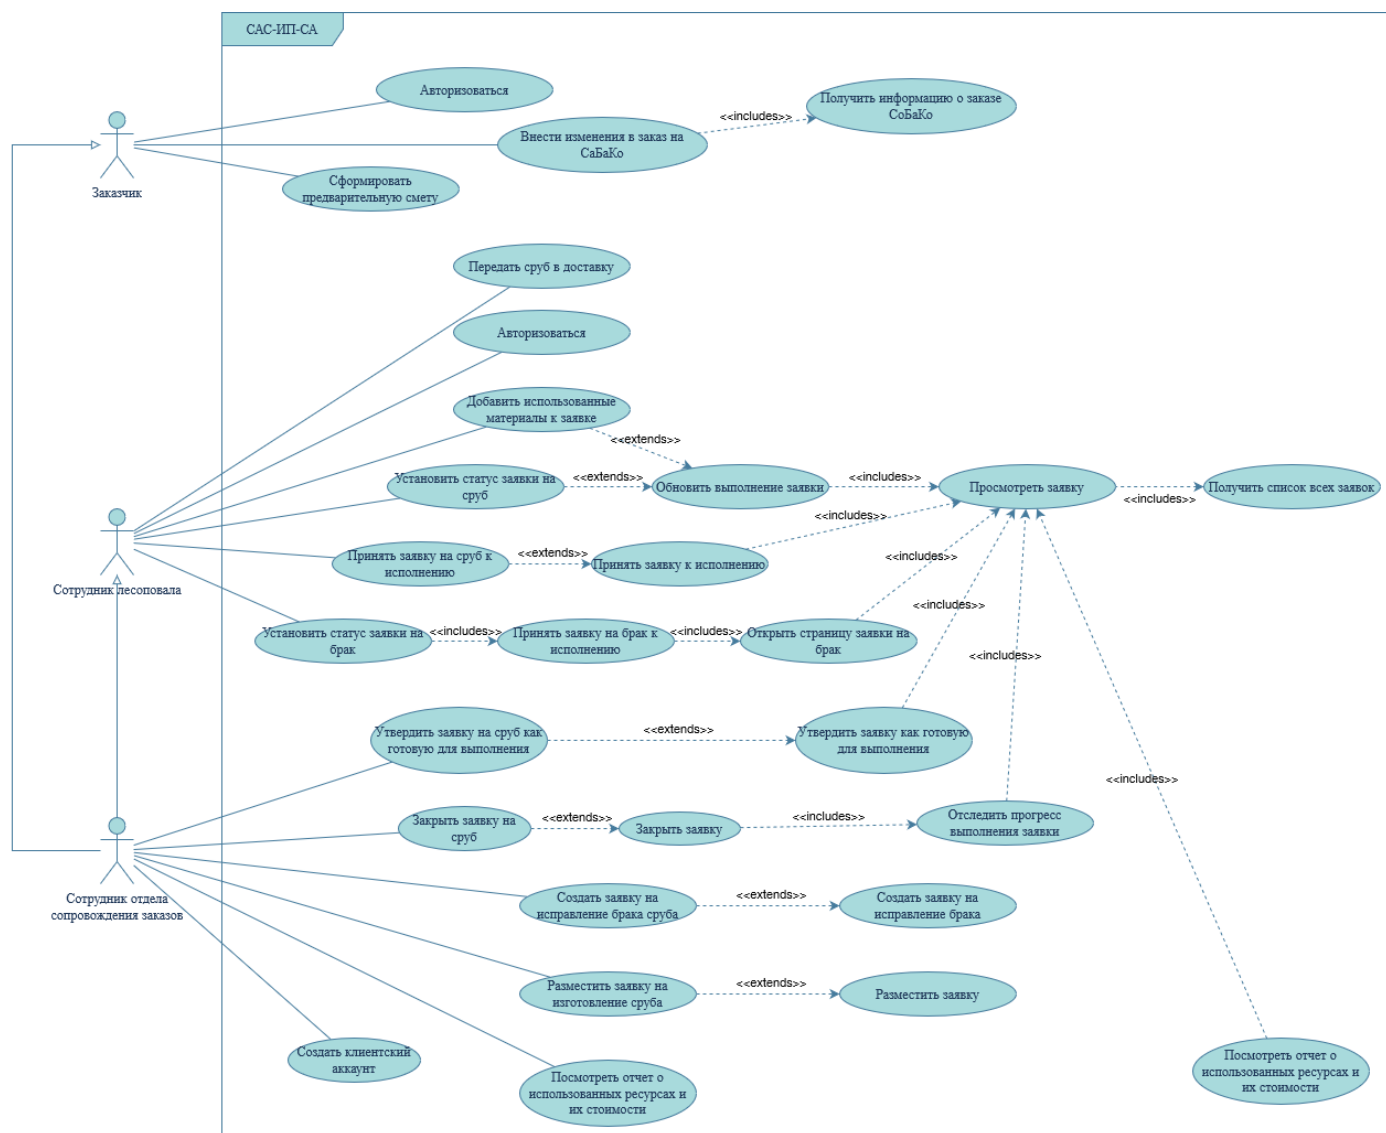 САС-ИП-СА
Авторизоваться
Получить информацию о заказе
СоБаКо
<<includes>>
Внести изменения в заказ на
СаБаКо
Заказчик
Сформировать
предварительную смету
Передать сруб в доставку
Авторизоваться
Добавить использованные
материалы к заявке
<<extends>>
Установить статус заявки на
сруб
<<extends>>
Обновить выполнение заявки
<<includes>>
Просмотреть заявку
<<includes>>
Получить список всех заявок
<<includes>>
Принять заявку на сруб к
исполнению
<<extends>>
Принять заявку к исполнению
<<includes>>
Сотрудник лесоповала
<<includes>>
Установить статус заявки на
брак
<<includes>>
Принять заявку на брак к
исполнению
<<includes>>
Открыть страницу заявки на
брак
<<includes>>
Утвердить заявку на сруб как
готовую для выполнения
<<extends>>
Утвердить заявку как готовую
для выполнения
<<includes>>
Закрыть заявку на
сруб
<<extends>>
Закрыть заявку
<<includes>>
Отследить прогресс
выполнения заявки
Сотрудник отдела
сопровождения заказов
Создать заявку на
исправление брака сруба
<<extends>>
Создать заявку на
исправление брака
Разместить заявку на
изготовление сруба
<<extends>>
Разместить заявку
Создать клиентский
аккаунт
Посмотреть отчет о
использованных ресурсах и
их стоимости
Посмотреть отчет о
использованных ресурсах и
их стоимости